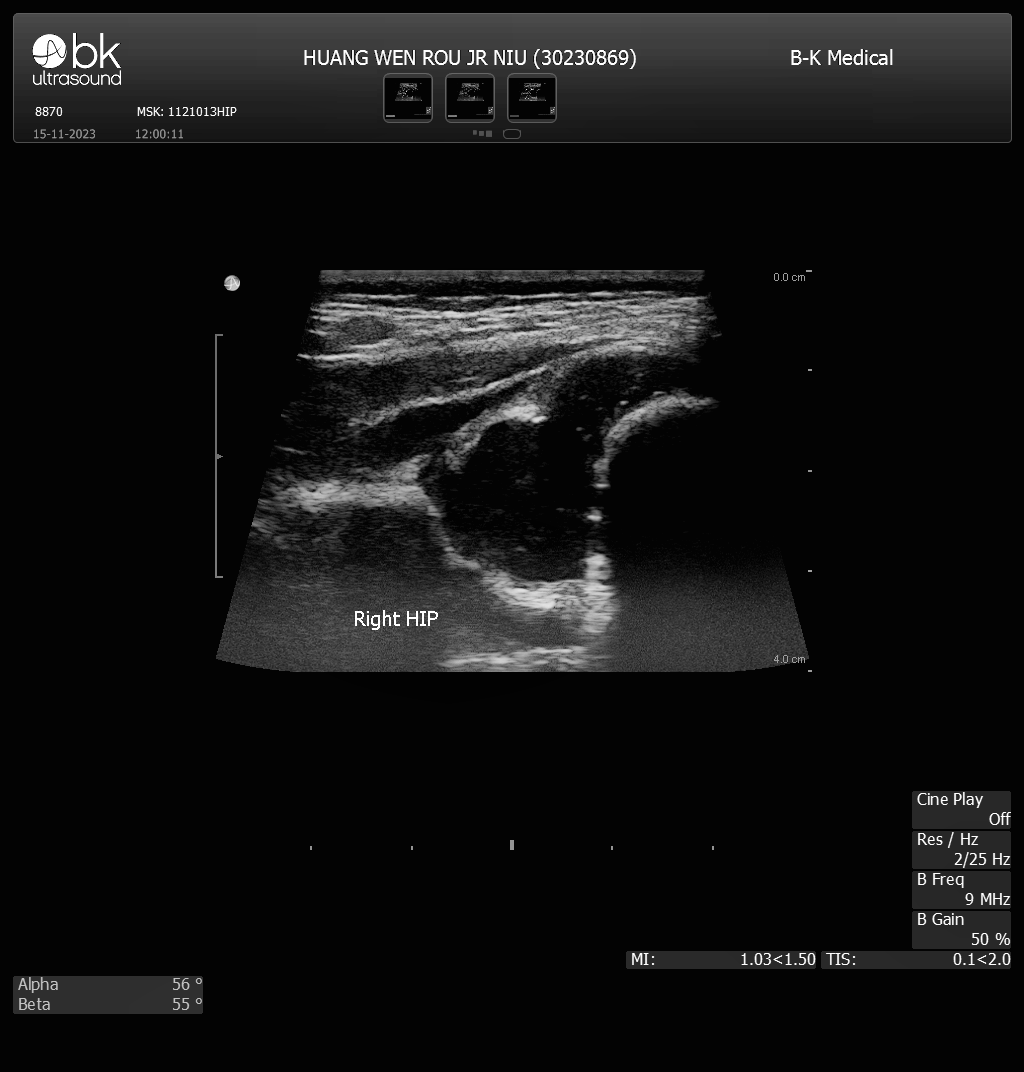 bk
ultrasound
HUANG WEN ROU JR NIU (30230869)
B-K Medical
8870
MSK: 1121013HIP
15-11-2023
12:00:11
0.0 cm
Right HIP
4.0 cm
Cine Play
Off
Res / Hz
2/25 Hz
B Freq
9 MHz
B Gain
50 %
MI: 1.03<1.50
TIS: 0.1<2.0
Alpha 56 °
Beta 55 °